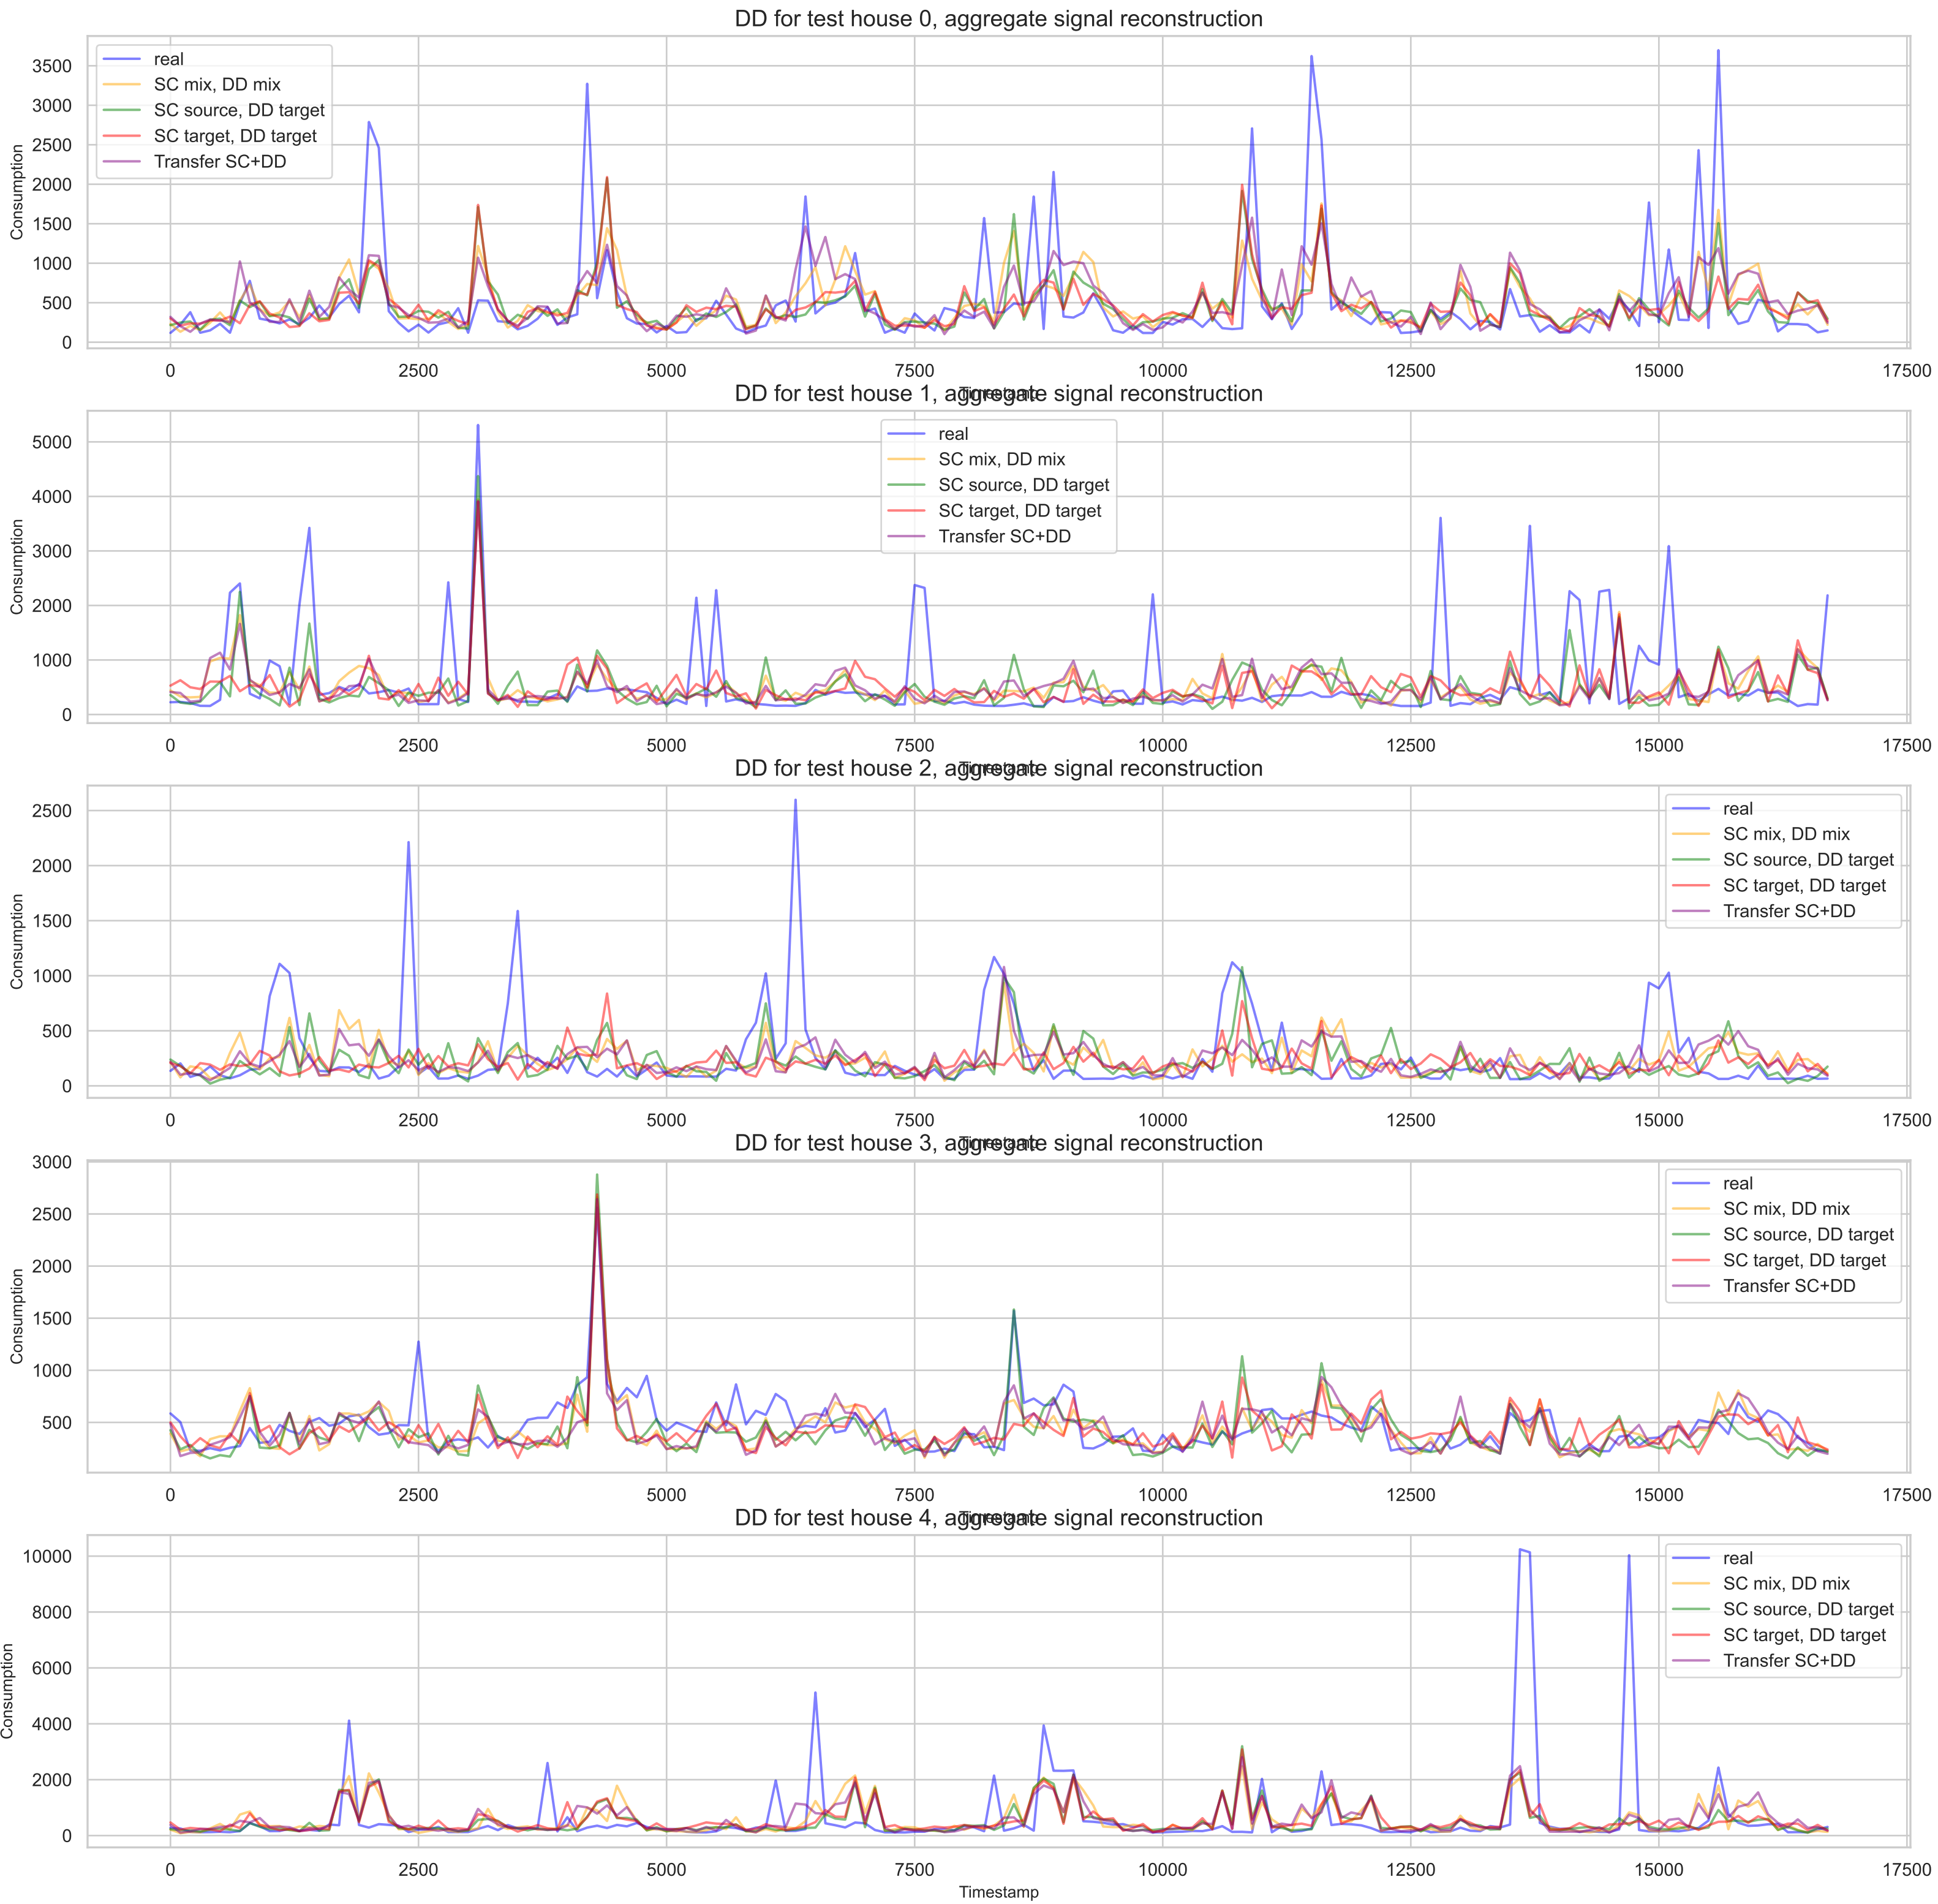 DD for test house 0, aggregate signal reconstruction
3500
3000
2500
2000
1500
1000
500
0
Consumption
real
SC mix, DD mix
SC source, DD target
SC target, DD target
Transfer SC+DD
0 2500 5000 7500 10000 12500 15000 17500
Timestamp
DD for test house 1, aggregate signal reconstruction
5000
4000
3000
2000
1000
0
Consumption
real
SC mix, DD mix
SC source, DD target
SC target, DD target
Transfer SC+DD
0 2500 5000 7500 10000 12500 15000 17500
Timestamp
DD for test house 2, aggregate signal reconstruction
2500
2000
1500
1000
500
0
Consumption
real
SC mix, DD mix
SC source, DD target
SC target, DD target
Transfer SC+DD
0 2500 5000 7500 10000 12500 15000 17500
Timestamp
DD for test house 3, aggregate signal reconstruction
3000
2500
2000
1500
1000
500
Consumption
real
SC mix, DD mix
SC source, DD target
SC target, DD target
Transfer SC+DD
0 2500 5000 7500 10000 12500 15000 17500
Timestamp
DD for test house 4, aggregate signal reconstruction
10000
8000
6000
4000
2000
0
Consumption
real
SC mix, DD mix
SC source, DD target
SC target, DD target
Transfer SC+DD
0 2500 5000 7500 10000 12500 15000 17500
Timestamp